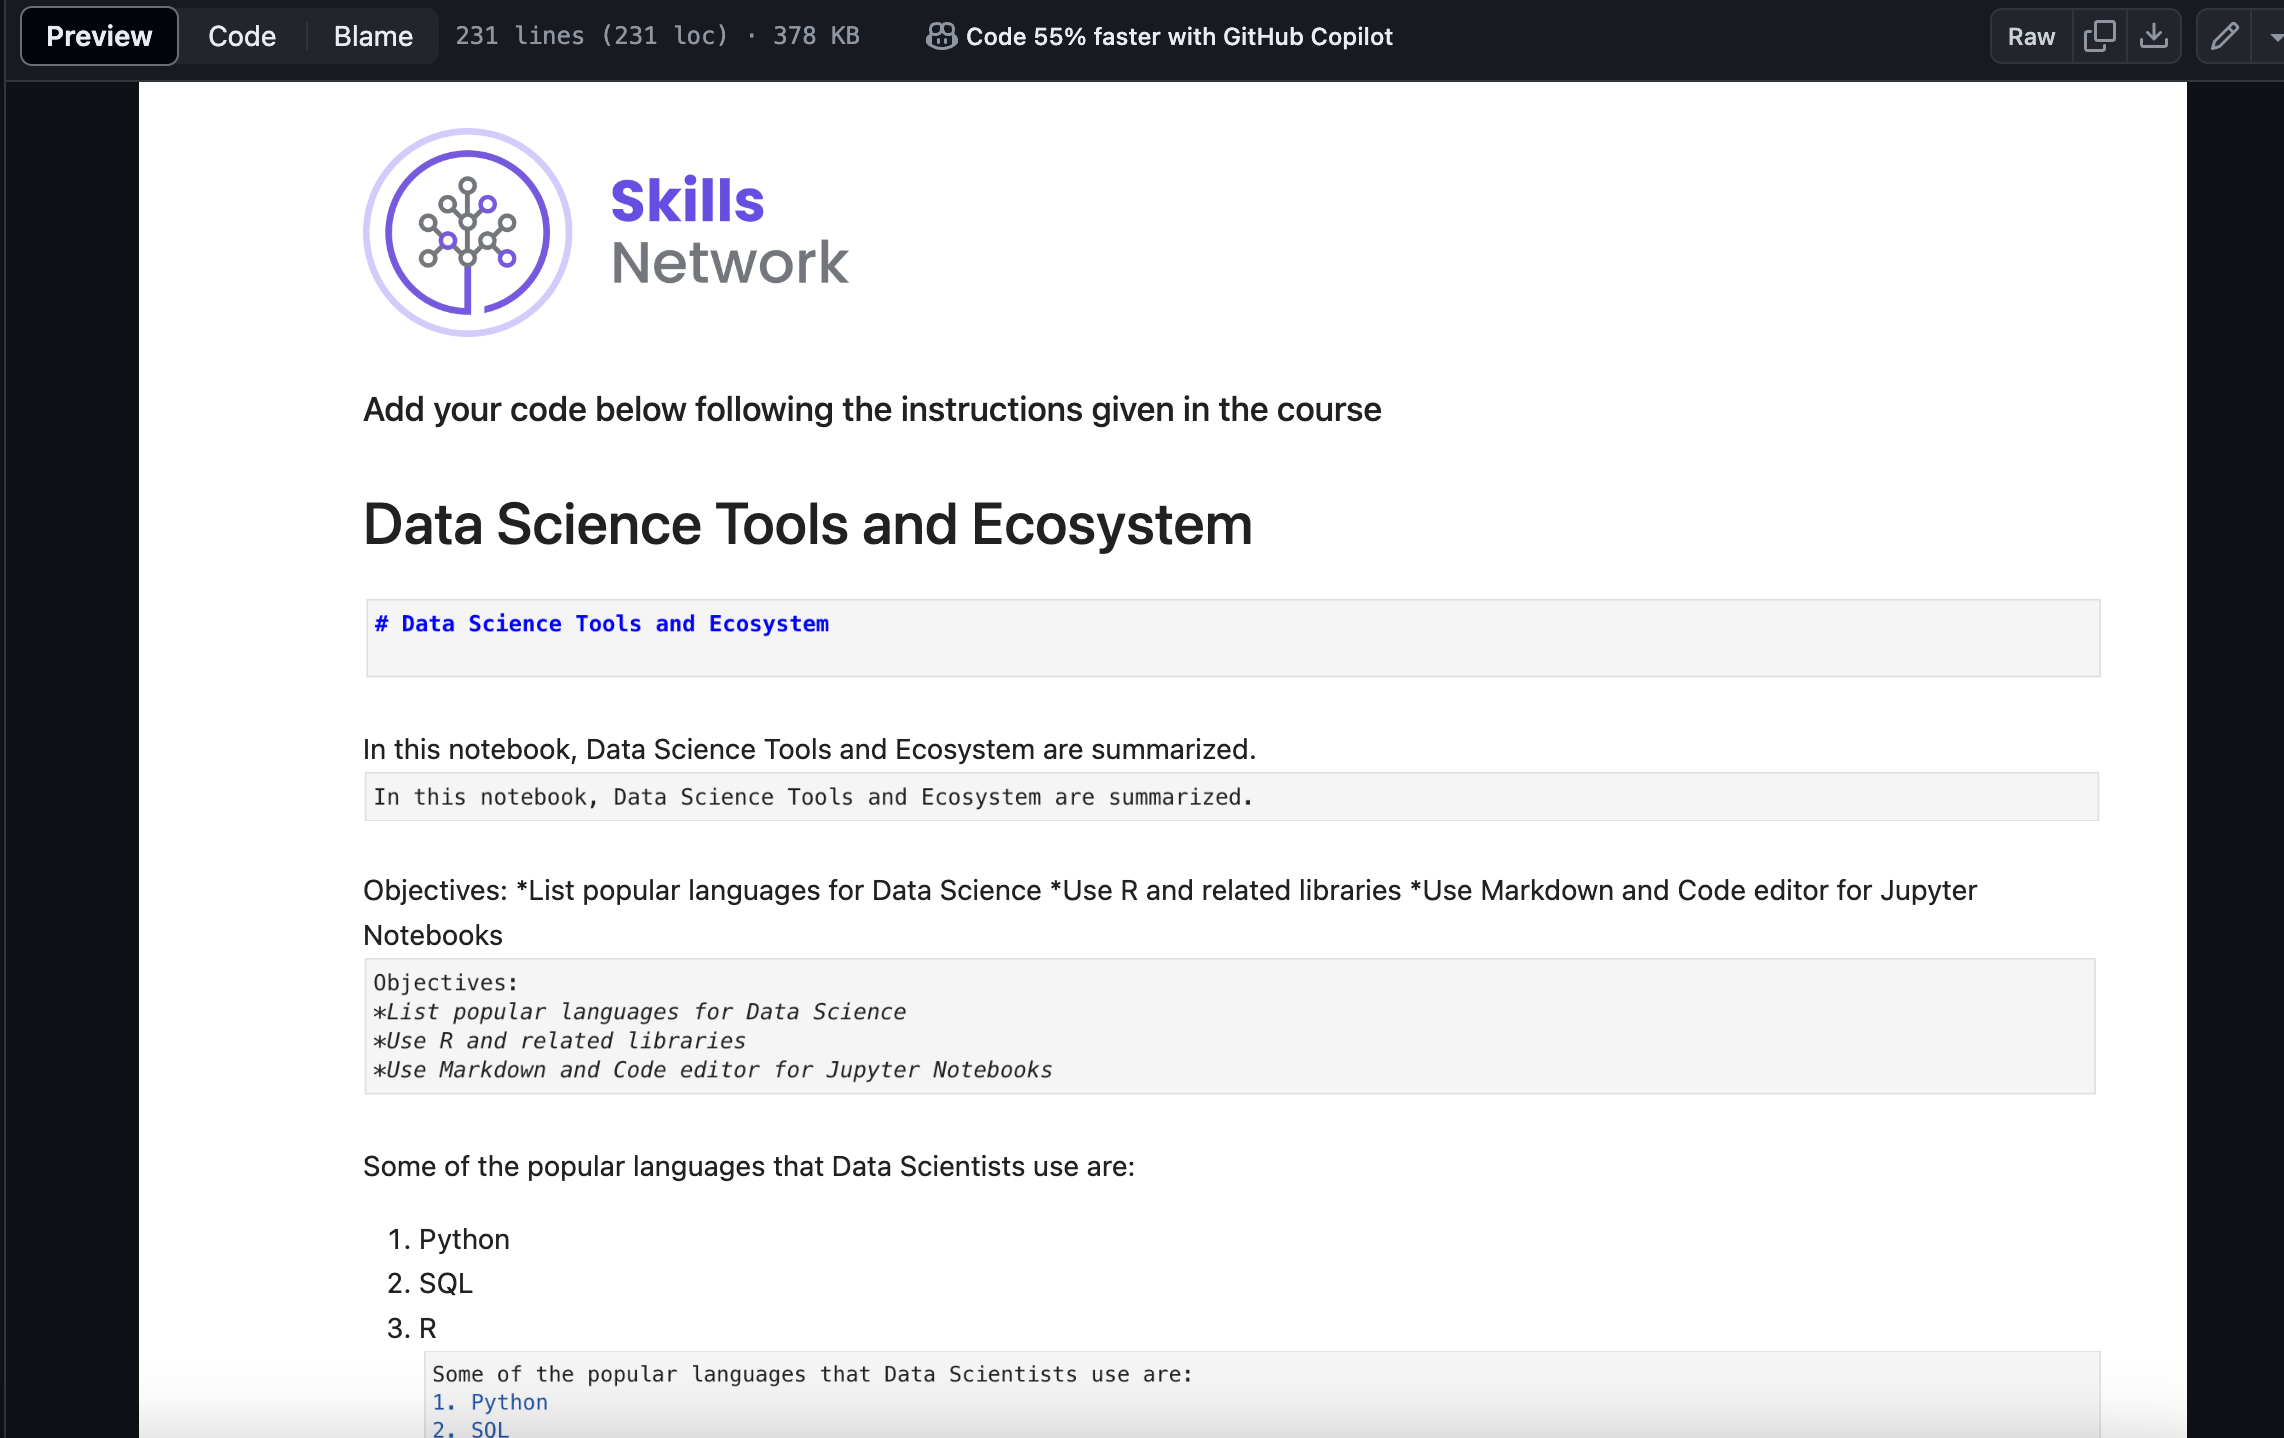 Preview Code Blame 231 lines (231 loc) · 378 KB Code 55% faster with GitHub Copilot Raw
Skills
Network
Add your code below following the instructions given in the course
Data Science Tools and Ecosystem
# Data Science Tools and Ecosystem
In this notebook, Data Science Tools and Ecosystem are summarized.
In this notebook, Data Science Tools and Ecosystem are summarized.
Objectives: *List popular languages for Data Science *Use R and related libraries *Use Markdown and Code editor for Jupyter
Notebooks
Objectives:
*List popular languages for Data Science
*Use R and related libraries
*Use Markdown and Code editor for Jupyter Notebooks
Some of the popular languages that Data Scientists use are:
1. Python
2. SQL
3. R
Some of the popular languages that Data Scientists use are:
1. Python
2. SQL